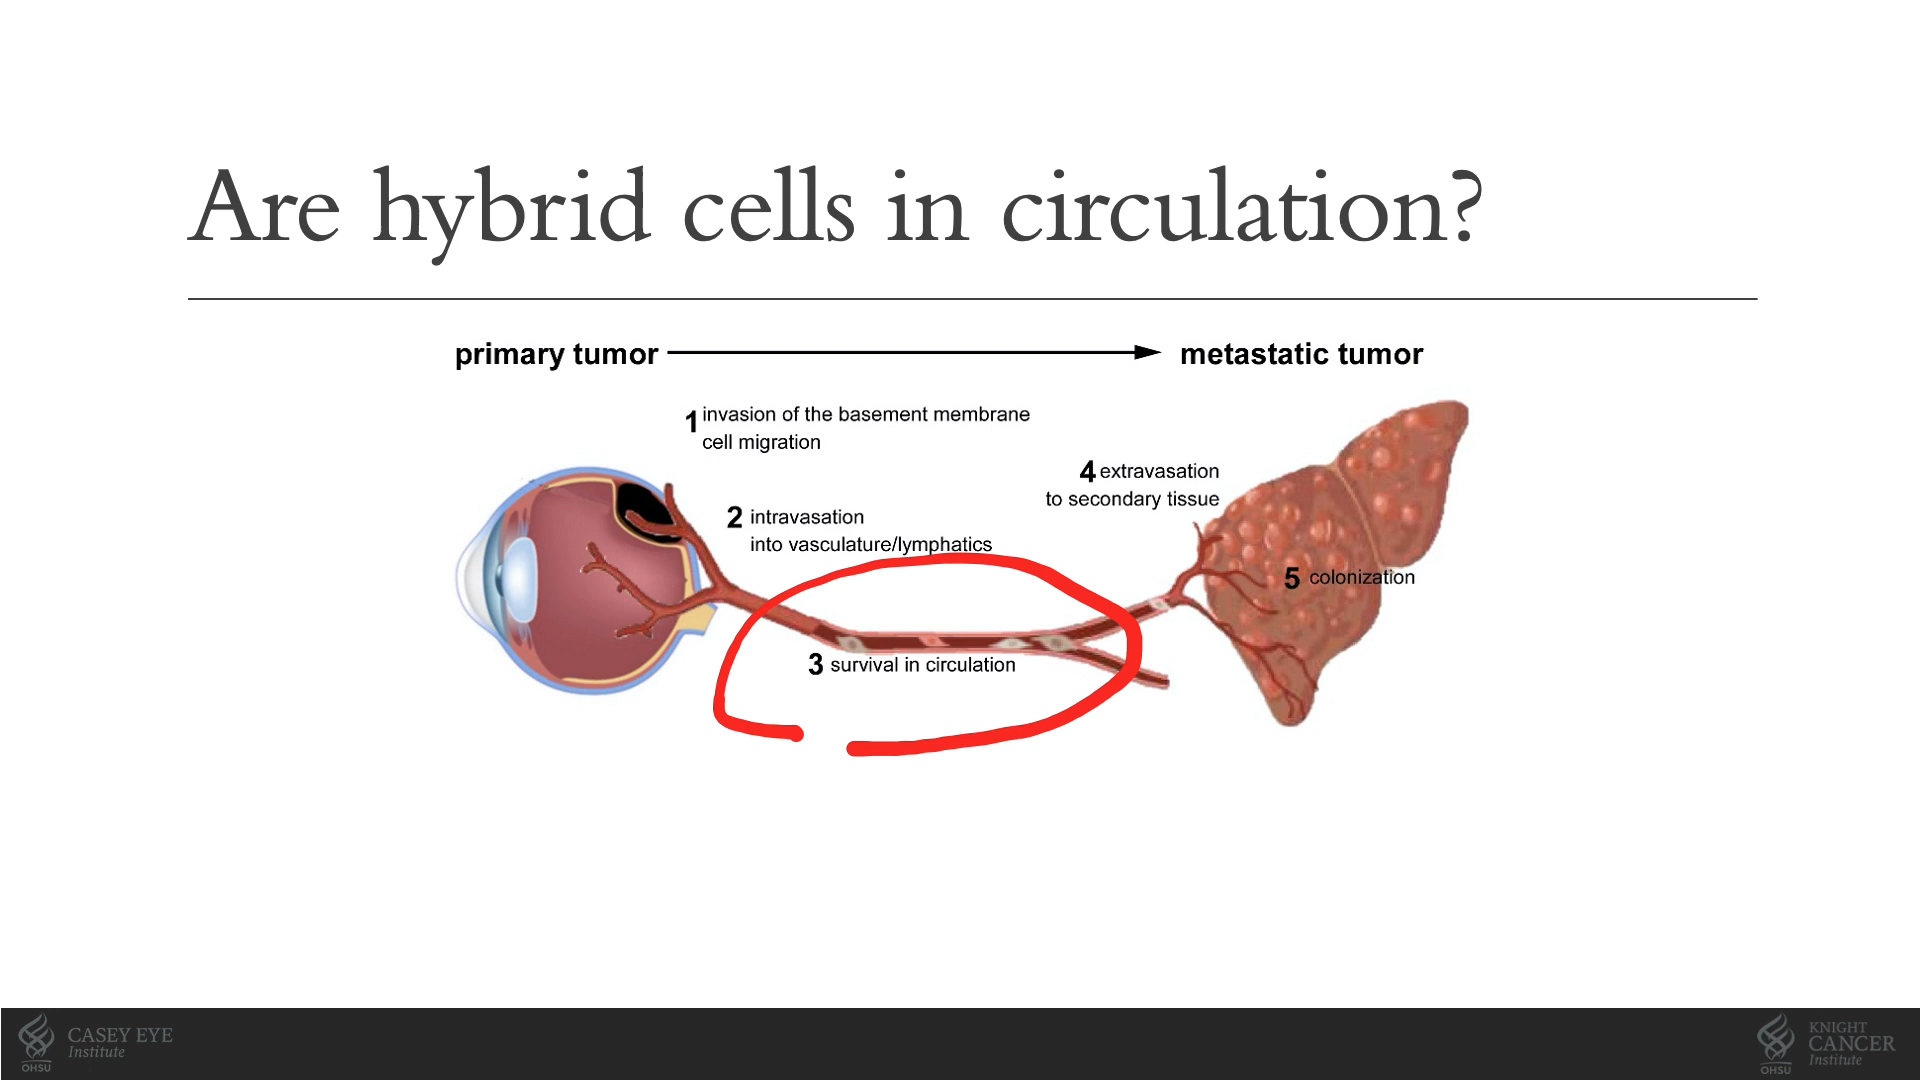 Are hybrid cells in circulation?
primary tumor
metastatic tumor
1 invasion of the basement membrane
cell migration
4 extravasation
to secondary tissue
2 intravasation
into vasculature/lymphatics
5 colonization
3 survival in circulation
CASEY EYE
Institute
OHSU
KNIGHT
CANCER
Institute
OHSU